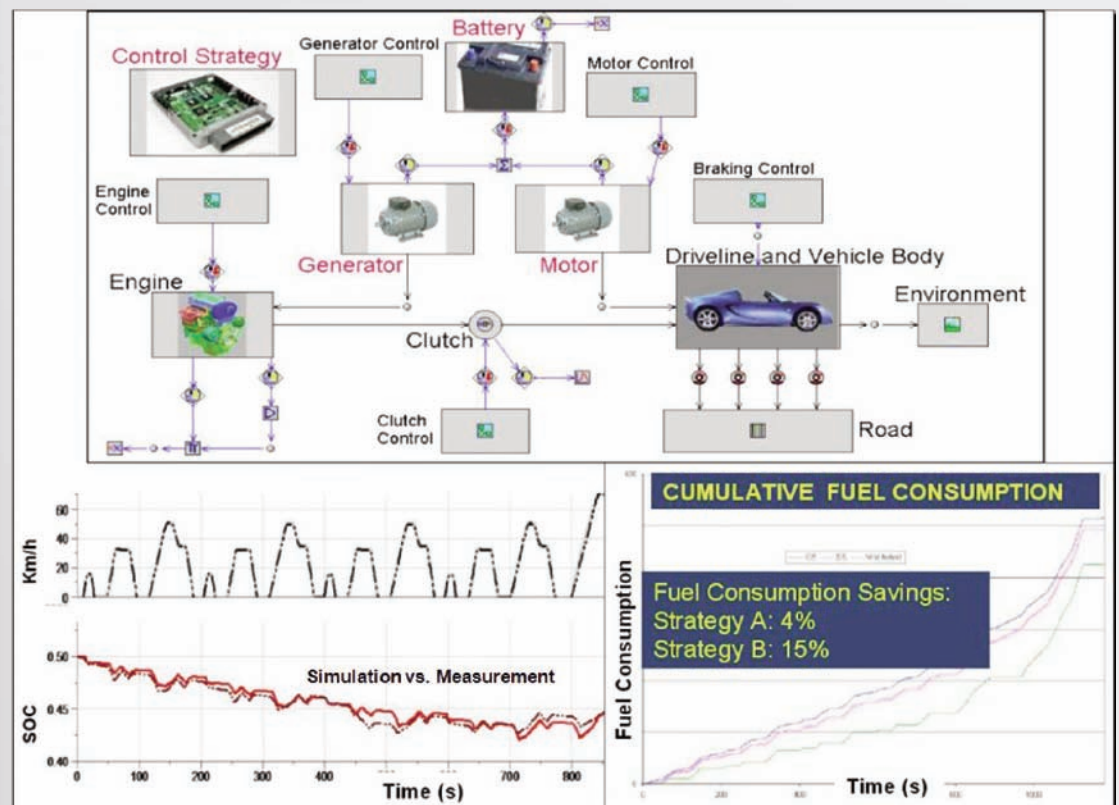 Battery
Generator Control
Control Strategy
Motor Control
Engine
Control
Braking Control
Generator
Motor
Driveline and Vehicle Body
Engine
Environment
Clutch
Clutch
Control
Road
Km/h
60
40
20
0
SOC
0.50
0.45
0.40
Simulation vs. Measurement
0 100 200 300 400 600 700 800
Time (s)
CUMULATIVE FUEL CONSUMPTION
Fuel Consumption Savings:
Strategy A: 4%
Strategy B: 15%
Fuel Consumption
Time (s)